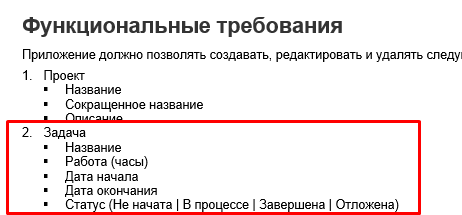 Функциональные требования
Приложение должно позволять создавать, редактировать и удалять
1. Проект
▪ Название
▪ Сокращенное название
▪ Описание
2. Задача
▪ Название
▪ Работа (часы)
▪ Дата начала
▪ Дата окончания
▪ Статус (Не начата | В процессе | Завершена | Отложена)